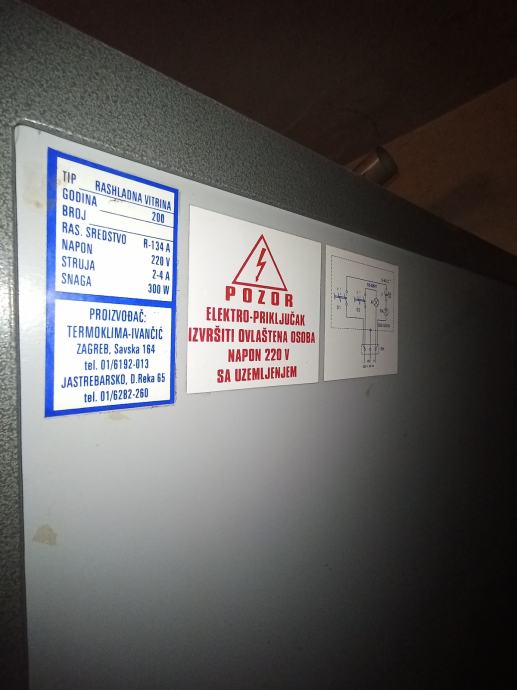 TIP RASHLADNA VITRINA
GODINA 200
BROJ
RAS. SREDSTVO R-134 A
NAPON 220 V
STRUJA 2-4 A
SNAGA 300 W
PROIZVOĐAČ:
TERMOKLIMA-IVANČIĆ
ZAGREB, Savska 164
tel. 01/6192-013
JASTREBARSKO, D.Reka 65
tel. 01/6282-260
POZOR
ELEKTRO-PRIKLJUČAK
IZVRŠITI OVLAŠTENA OSOBA
NAPON 220 V
SA UZEMLJENJEM